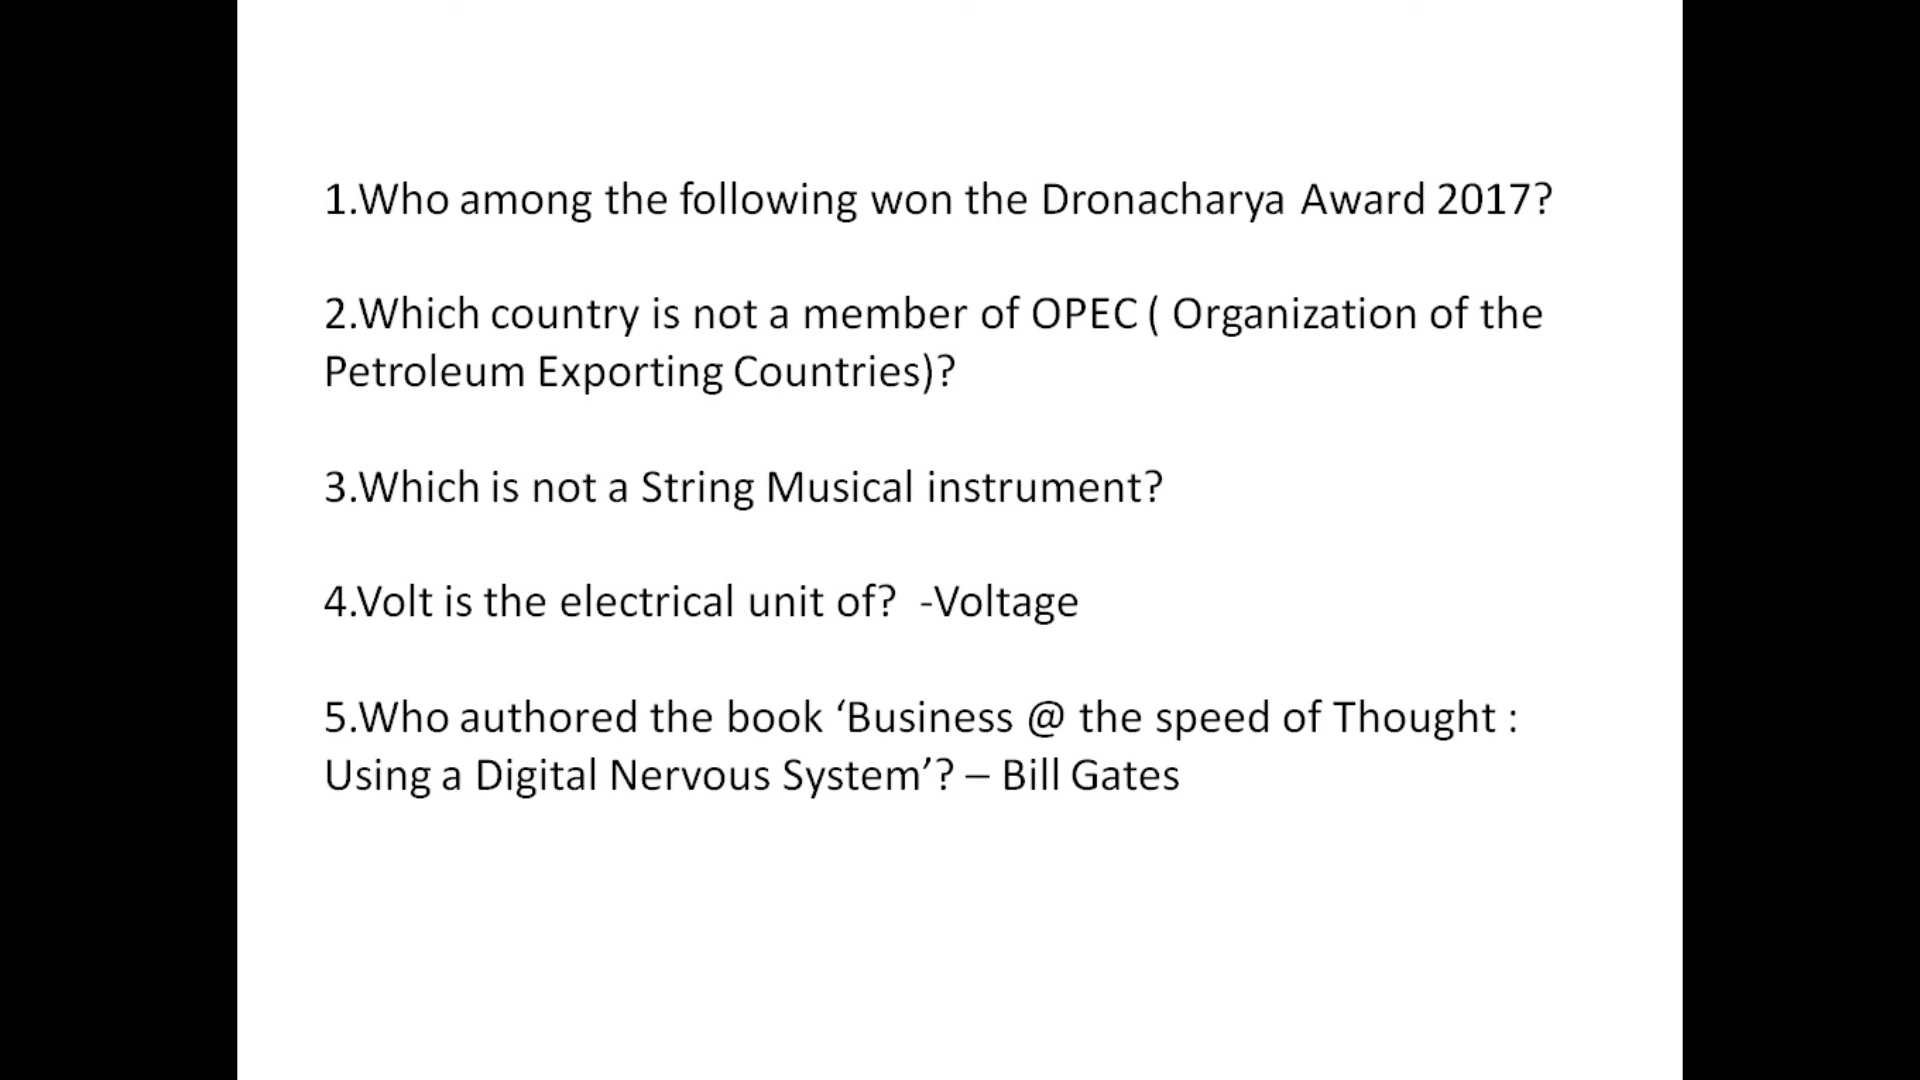 1.Who among the following won the Dronacharya Award 2017?
2.Which country is not a member of OPEC ( Organization of the
Petroleum Exporting Countries)?
3.Which is not a String Musical instrument?
4.Volt is the electrical unit of?  -Voltage
5.Who authored the book ‘Business @ the speed of Thought :
Using a Digital Nervous System’? – Bill Gates